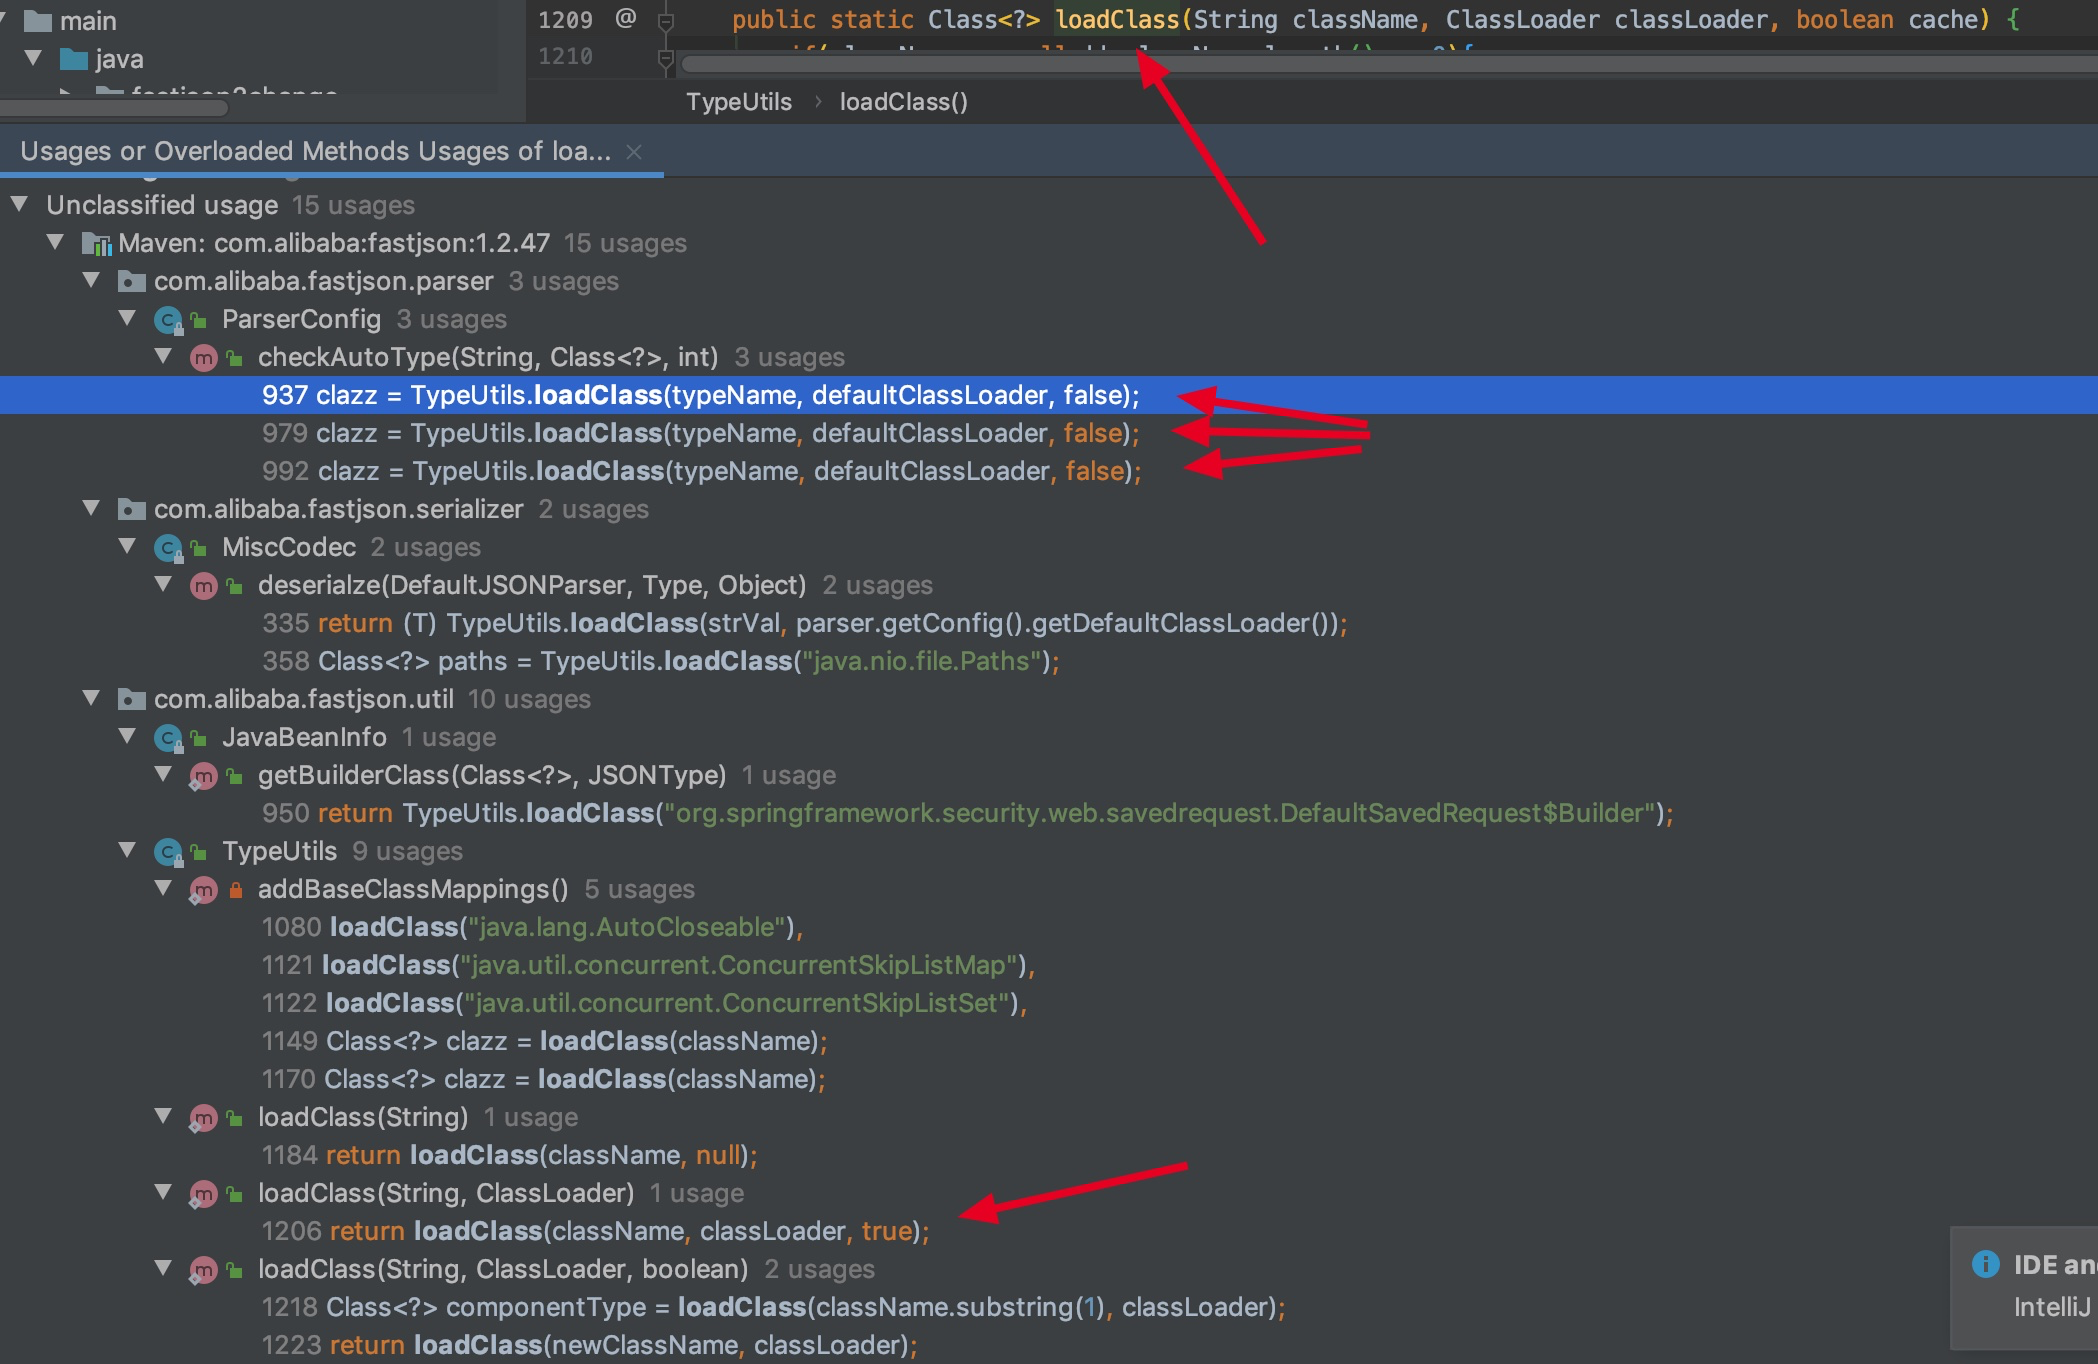 main
java
1209 @ public static Class<?> loadClass(String className, ClassLoader classLoader, boolean cache) {
1210
TypeUtils › loadClass()
Usages or Overloaded Methods Usages of loa... ×
Unclassified usage 15 usages
Maven: com.alibaba:fastjson:1.2.47 15 usages
com.alibaba.fastjson.parser 3 usages
ParserConfig 3 usages
checkAutoType(String, Class<?>, int) 3 usages
937 clazz = TypeUtils.loadClass(typeName, defaultClassLoader, false);
979 clazz = TypeUtils.loadClass(typeName, defaultClassLoader, false);
992 clazz = TypeUtils.loadClass(typeName, defaultClassLoader, false);
com.alibaba.fastjson.serializer 2 usages
MiscCodec 2 usages
deserialze(DefaultJSONParser, Type, Object) 2 usages
335 return (T) TypeUtils.loadClass(strVal, parser.getConfig().getDefaultClassLoader());
358 Class<?> paths = TypeUtils.loadClass("java.nio.file.Paths");
com.alibaba.fastjson.util 10 usages
JavaBeanInfo 1 usage
getBuilderClass(Class<?>, JSONType) 1 usage
950 return TypeUtils.loadClass("org.springframework.security.web.savedrequest.DefaultSavedRequest$Builder");
TypeUtils 9 usages
addBaseClassMappings() 5 usages
1080 loadClass("java.lang.AutoCloseable"),
1121 loadClass("java.util.concurrent.ConcurrentSkipListMap"),
1122 loadClass("java.util.concurrent.ConcurrentSkipListSet"),
1149 Class<?> clazz = loadClass(className);
1170 Class<?> clazz = loadClass(className);
loadClass(String) 1 usage
1184 return loadClass(className, null);
loadClass(String, ClassLoader) 1 usage
1206 return loadClass(className, classLoader, true);
loadClass(String, ClassLoader, boolean) 2 usages
1218 Class<?> componentType = loadClass(className.substring(1), classLoader);
1223 return loadClass(newClassName, classLoader);
IDE an
IntelliJ